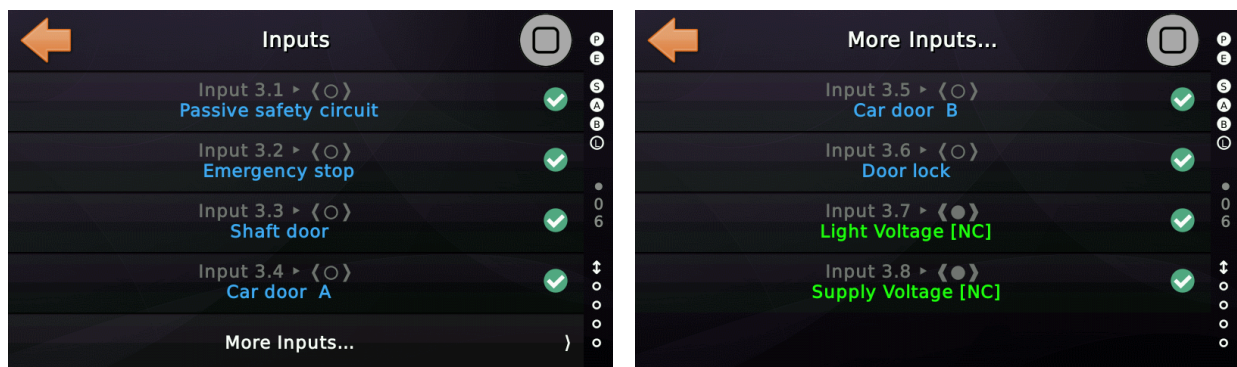 Inputs
Input 3.1 ▸ ❬○❭
Passive safety circuit
Input 3.2 ▸ ❬○❭
Emergency stop
Input 3.3 ▸ ❬○❭
Shaft door
Input 3.4 ▸ ❬○❭
Car door  A
More Inputs...
P
E
S
A
B
L
0
6
More Inputs...
Input 3.5 ▸ ❬○❭
Car door  B
Input 3.6 ▸ ❬○❭
Door lock
Input 3.7 ▸ ❬●❭
Light Voltage [NC]
Input 3.8 ▸ ❬●❭
Supply Voltage [NC]
P
E
S
A
B
L
0
6